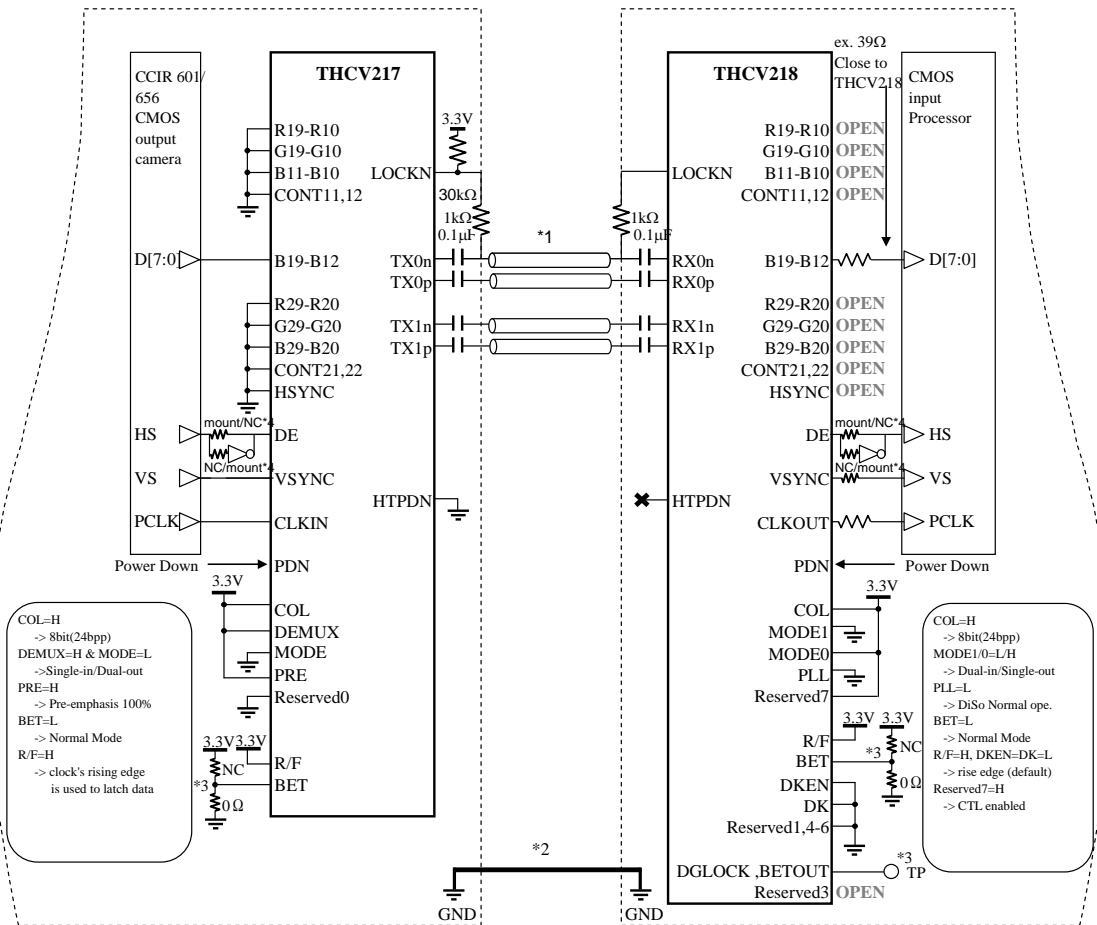 CCIR 601/
656
CMOS
output
camera
D[7:0]
HS
VS
PCLK
Power Down
THCV217
R19-R10
G19-G10
B11-B10
CONT11,12
B19-B12
R29-R20
G29-G20
B29-B20
CONT21,22
HSYNC
mount/NC*4
NC/mount*4
DE
VSYNC
CLKIN
PDN
3.3V
COL
DEMUX
MODE
PRE
Reserved0
3.3V
3.3V
NC
R/F
*3
0Ω
BET
LOCKN
3.3V
30kΩ
1kΩ
0.1μF
TX0n
TX0p
TX1n
TX1p
HTPDN
*1
*2
GND
GND
THCV218
LOCKN
1kΩ
0.1μF
RX0n
RX0p
RX1n
RX1p
HTPDN
ex. 39Ω
Close to
THCV218
R19-R10 OPEN
G19-G10 OPEN
B11-B10 OPEN
CONT11,12 OPEN
B19-B12
R29-R20 OPEN
G29-G20 OPEN
B29-B20 OPEN
CONT21,22 OPEN
HSYNC OPEN
DE
mount/NC*4
NC/mount*4
VSYNC
CLKOUT
PDN
Power Down
CMOS
input
Processor
D[7:0]
HS
VS
PCLK
3.3V
COL
MODE1
MODE0
PLL
Reserved7
3.3V
3.3V
R/F
NC
BET
*3
0Ω
DKEN
DK
Reserved1,4-6
DGLOCK ,BETOUT
*3
TP
Reserved3 OPEN
COL=H
-> 8bit(24bpp)
DEMUX=H & MODE=L
->Single-in/Dual-out
PRE=H
-> Pre-emphasis 100%
BET=L
-> Normal Mode
R/F=H
-> clock's rising edge
is used to latch data
COL=H
-> 8bit(24bpp)
MODE1/0=L/H
-> Dual-in/Single-out
PLL=L
-> DiSo Normal ope.
BET=L
-> Normal Mode
R/F=H, DKEN=DK=L
-> rise edge (default)
Reserved7=H
-> CTL enabled